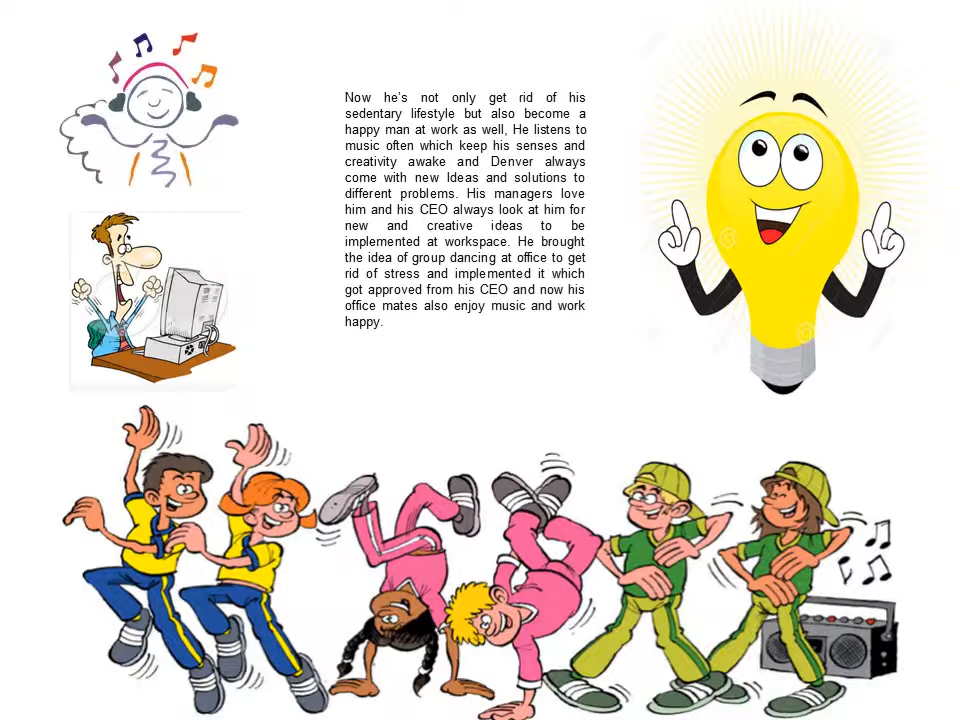 Now he's not only get rid of his
sedentary lifestyle but also become a
happy man at work as well, He listens to
music often which keep his senses and
creativity awake and Denver always
come with new Ideas and solutions to
different problems. His managers love
him and his CEO always look at him for
new and creative ideas to be
implemented at workspace. He brought
the idea of group dancing at office to get
rid of stress and implemented it which
got approved from his CEO and now his
office mates also enjoy music and work
happy.